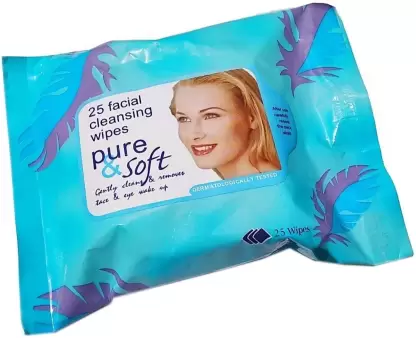 25 facial
cleansing
wipes
pure
& Soft
Gently cleans & removes
face & eye make up
DERMATOLOGICALLY TESTED
25 Wipes